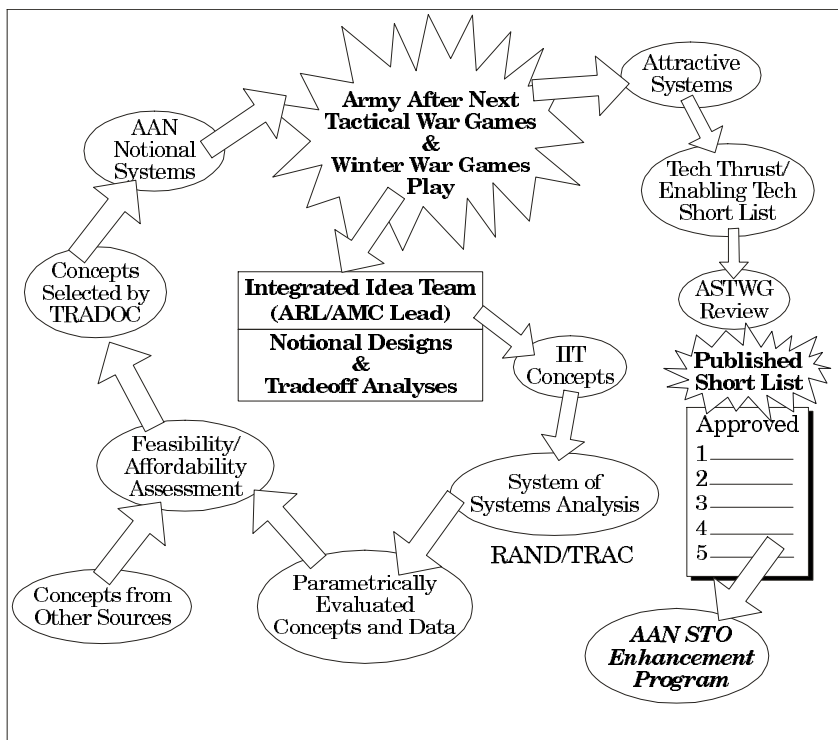 Army After Next
Tactical War Games
&
Winter War Games
Play
Attractive
Systems
Tech Thrust/
Enabling Tech
Short List
ASTWG
Review
Published
Short List
Approved
1
2
3
4
5
AAN STO
Enhancement
Program
Integrated Idea Team
(ARL/AMC Lead)
Notional Designs
&
Tradeoff Analyses
IIT
Concepts
System of
Systems Analysis
RAND/TRAC
Parametrically
Evaluated
Concepts and Data
Feasibility/
Affordability
Assessment
Concepts from
Other Sources
Concepts
Selected by
TRADOC
AAN
Notional
Systems